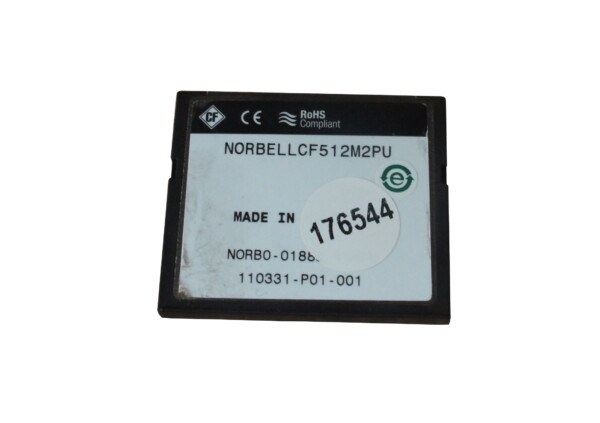 CF CE RoHS
Compliant
NORBELLCF512M2PU
e
MADE IN
176544
NORB0-0188
110331-P01-001